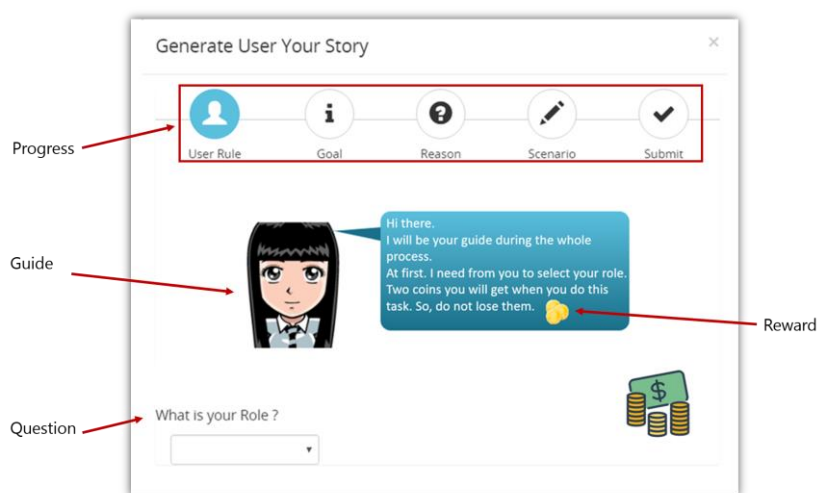 Generate User Your Story
×
User Rule
Goal
Reason
Scenario
Submit
Progress
Hi there.
I will be your guide during the whole
process.
At first. I need from you to select your role.
Two coins you will get when you do this
task. So, do not lose them.
Guide
Reward
$
What is your Role ?
Question